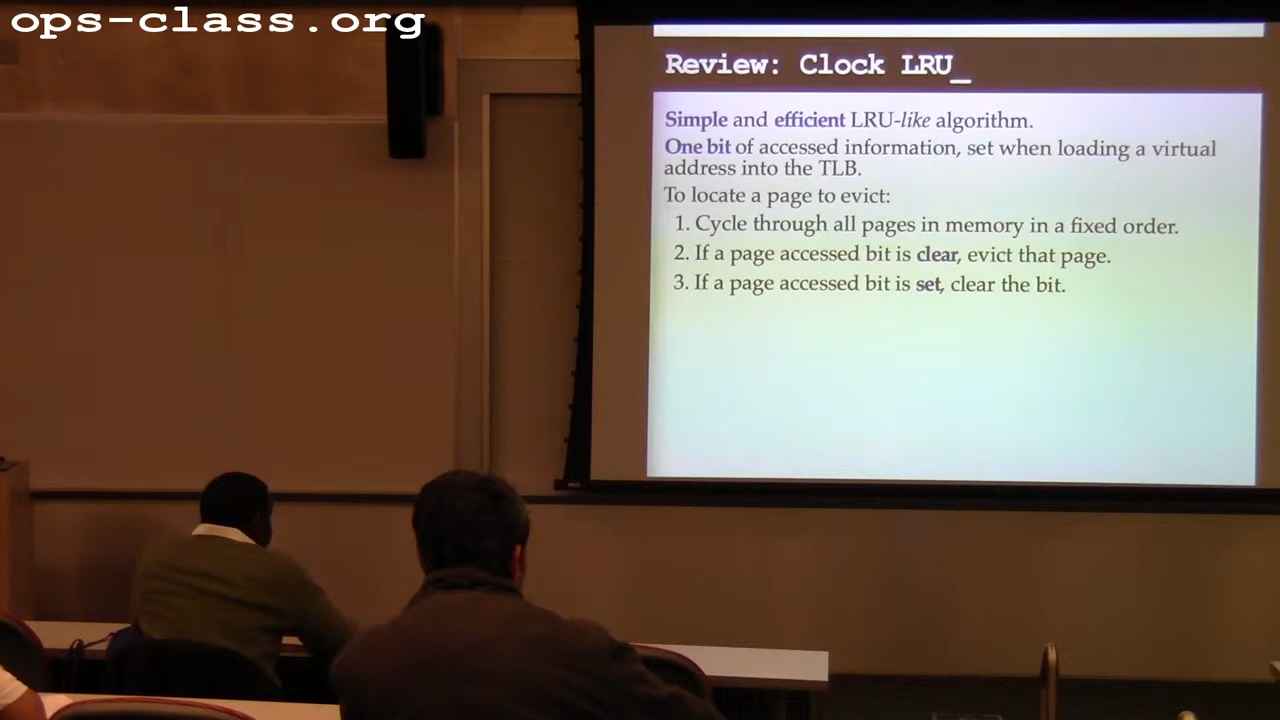 ops-class.org
Review: Clock LRU_
Simple and efficient LRU-like algorithm.
One bit of accessed information, set when loading a virtual
address into the TLB.
To locate a page to evict:
1. Cycle through all pages in memory in a fixed order.
2. If a page accessed bit is clear, evict that page.
3. If a page accessed bit is set, clear the bit.